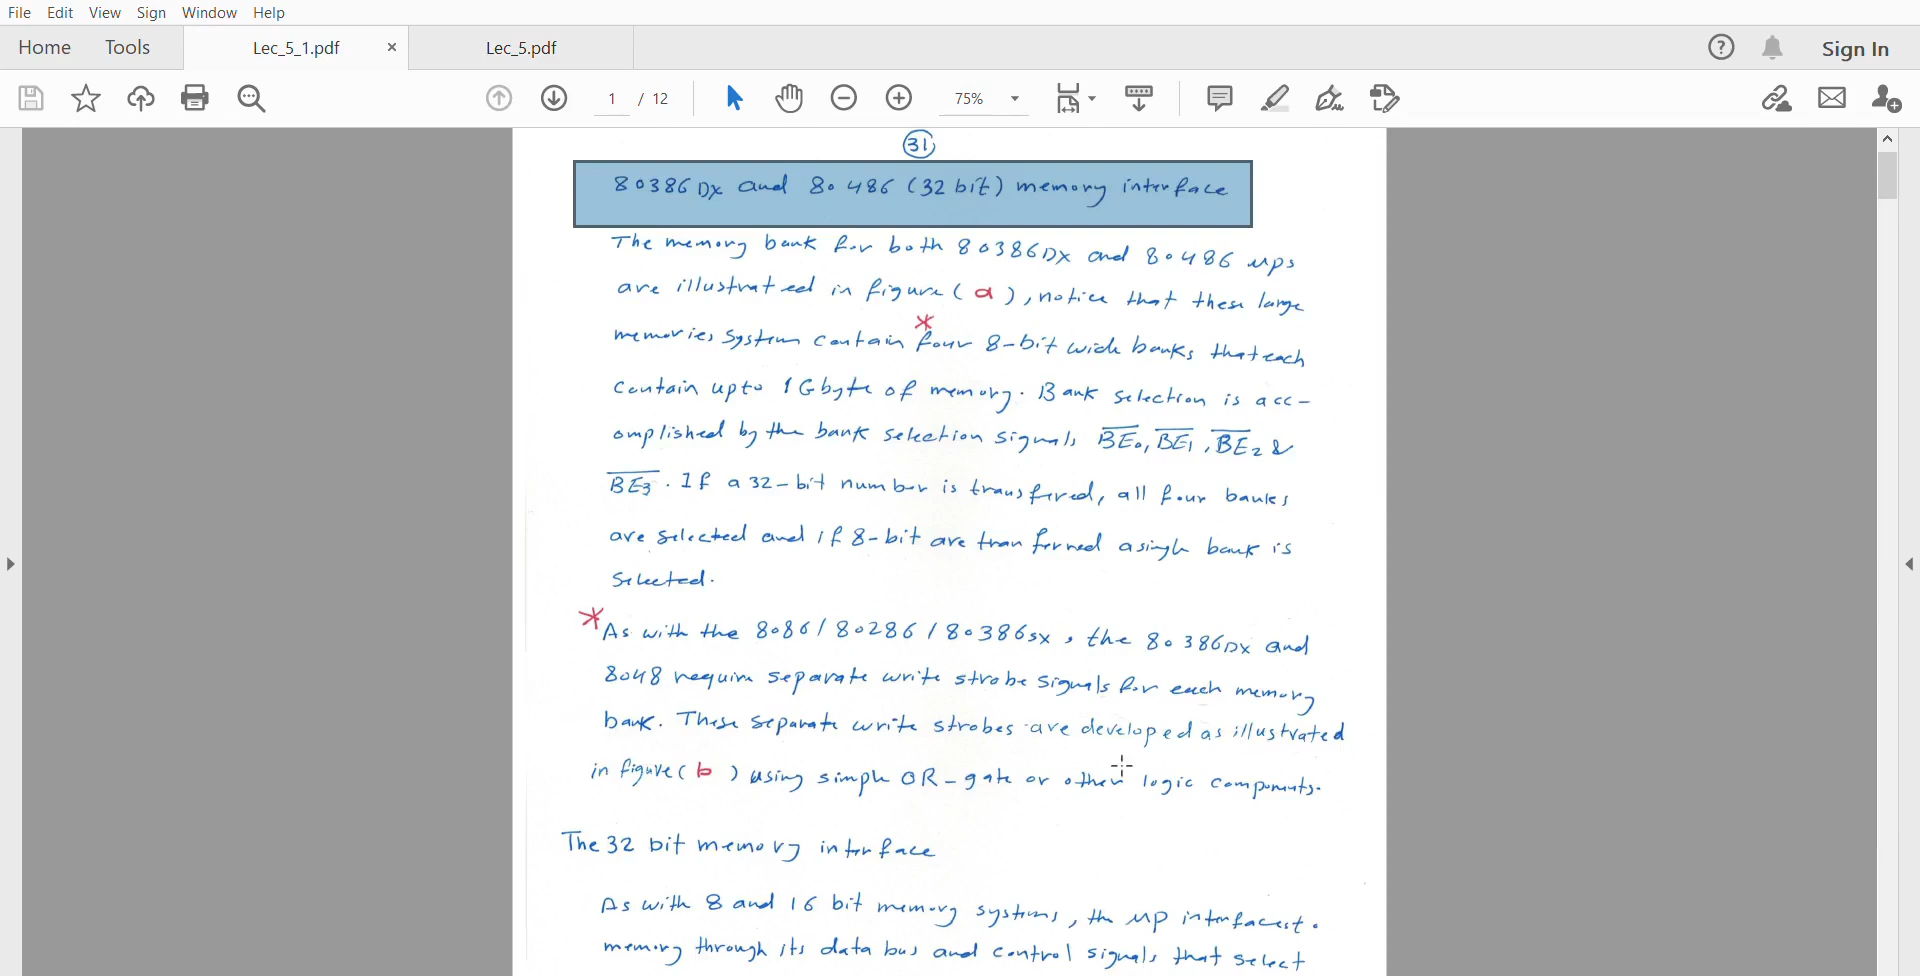 File Edit View Sign Window Help
Home Tools Lec_5_1.pdf × Lec_5.pdf Sign In
1 / 12 75%
31
80386DX and 80486 (32 bit) memory interface
The memory bank for both 80386DX and 80486 μps
are illustrated in figure (a), notice that these large
memories system contain four 8-bit wide banks that each
*
contain upto 1Gbyte of memory. Bank selection is acc-
omplished by the bank selection signals B̅E̅₀, B̅E̅₁, B̅E̅₂ &
B̅E̅₃. If a 32-bit number is transfired, all four banks
are selected and if 8-bit are tranferred a single bank is
selected.
* As with the 8086/80286/80386sx, the 80386DX and
8048 require separate write strobe signals for each memory
bank. These separate write strobes are developed as illustrated
in figure (b) using simple OR-gate or other logic components.
The 32 bit memory interface
As with 8 and 16 bit memory systems, the μp interfacest.
memory through its data bus and control signals that select